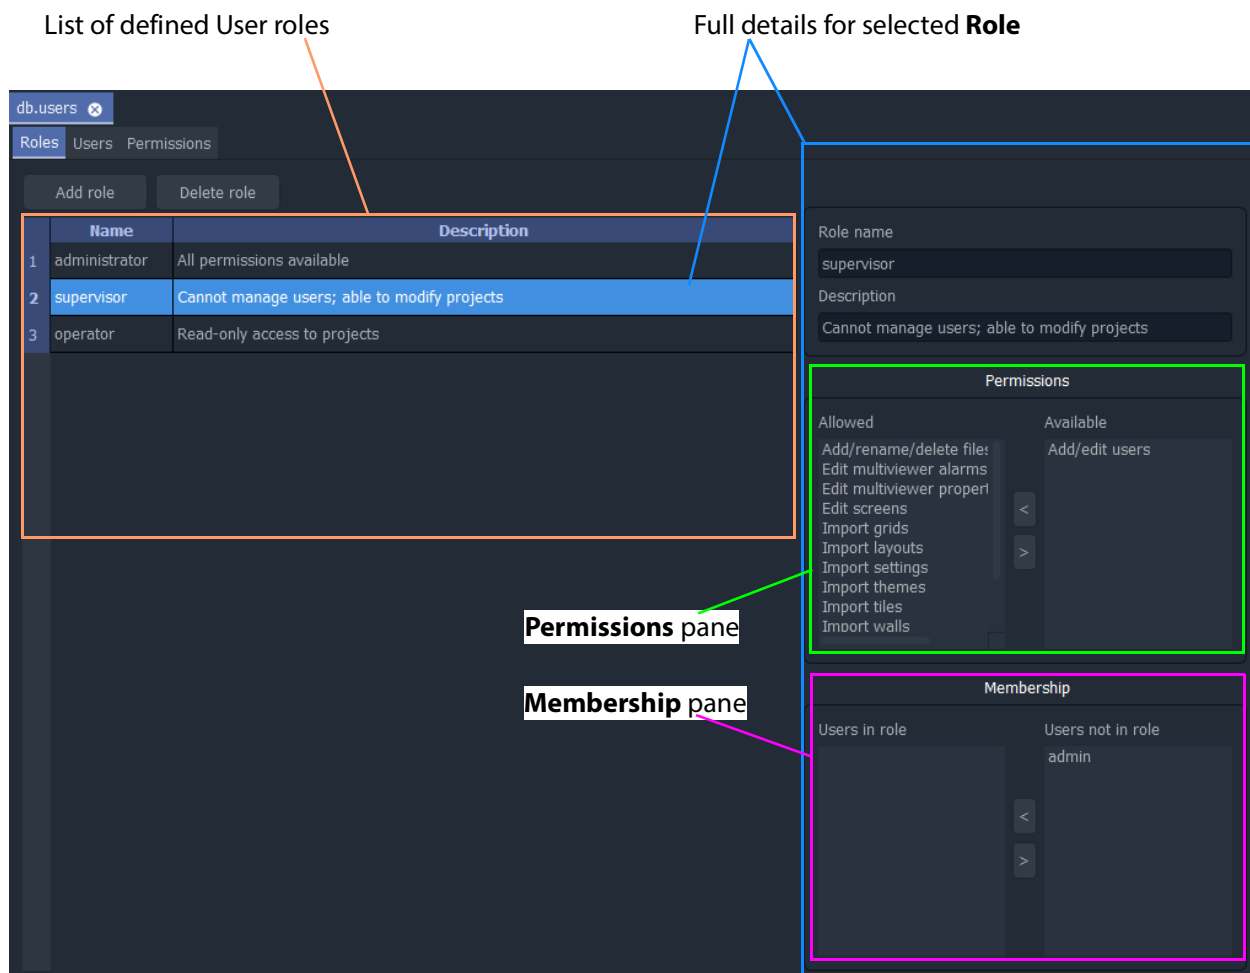 List of defined User roles
Full details for selected Role
db.users
Roles Users Permissions
Add role Delete role
Name Description
1 administrator All permissions available
2 supervisor Cannot manage users; able to modify projects
3 operator Read-only access to projects
Role name
supervisor
Description
Cannot manage users; able to modify projects
Permissions
Allowed Available
Add/rename/delete files
Edit multiviewer alarms
Edit multiviewer propert
Edit screens
Import grids
Import layouts
Import settings
Import themes
Import tiles
Import walls
Add/edit users
<
>
Permissions pane
Membership pane
Membership
Users in role Users not in role
admin
<
>